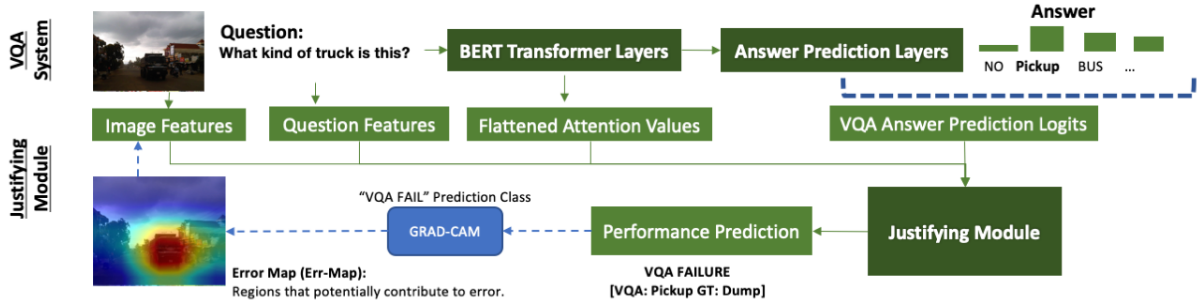 VQA
System
Question:
What kind of truck is this?
BERT Transformer Layers
Answer Prediction Layers
Answer
NO
Pickup
BUS
...
Image Features
Question Features
Flattened Attention Values
VQA Answer Prediction Logits
Justifying
Module
"VQA FAIL" Prediction Class
GRAD-CAM
Performance Prediction
Justifying Module
Error Map (Err-Map):
Regions that potentially contribute to error.
VQA FAILURE
[VQA: Pickup GT: Dump]